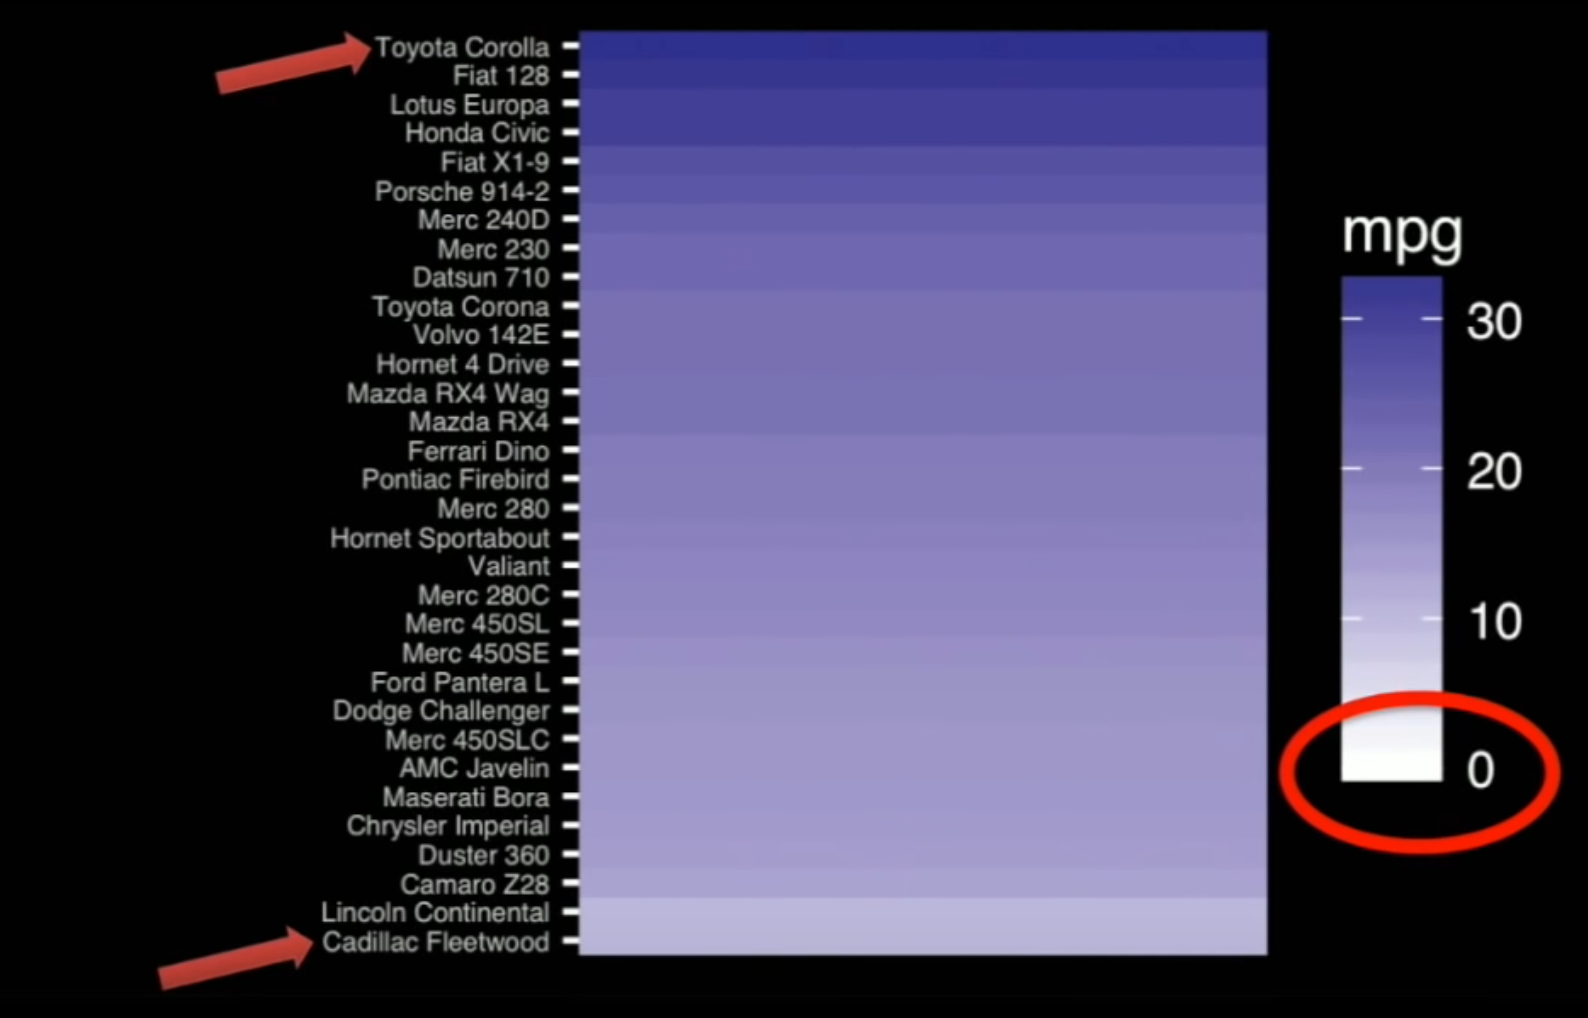 Toyota Corolla
Fiat 128
Lotus Europa
Honda Civic
Fiat X1-9
Porsche 914-2
Merc 240D
Merc 230
Datsun 710
Toyota Corona
Volvo 142E
Hornet 4 Drive
Mazda RX4 Wag
Mazda RX4
Ferrari Dino
Pontiac Firebird
Merc 280
Hornet Sportabout
Valiant
Merc 280C
Merc 450SL
Merc 450SE
Ford Pantera L
Dodge Challenger
Merc 450SLC
AMC Javelin
Maserati Bora
Chrysler Imperial
Duster 360
Camaro Z28
Lincoln Continental
Cadillac Fleetwood
mpg
30
20
10
0